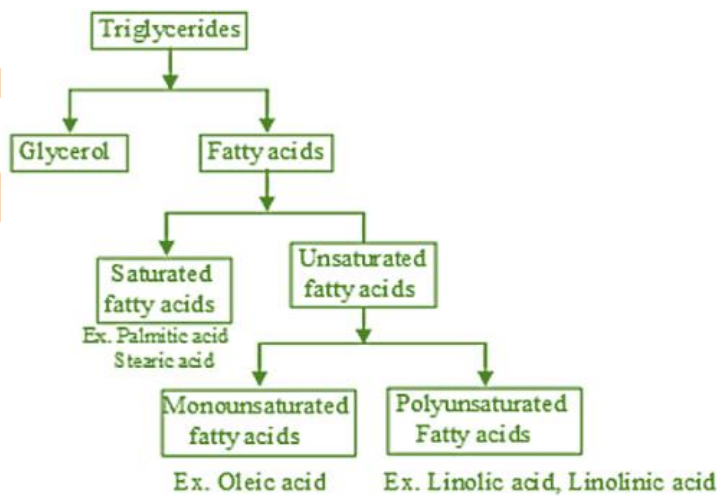 Triglycerides
Glycerol
Fatty acids
Saturated
fatty acids
Ex. Palmitic acid
Stearic acid
Unsaturated
fatty acids
Monounsaturated
fatty acids
Ex. Oleic acid
Polyunsaturated
Fatty acids
Ex. Linolic acid, Linolinic acid